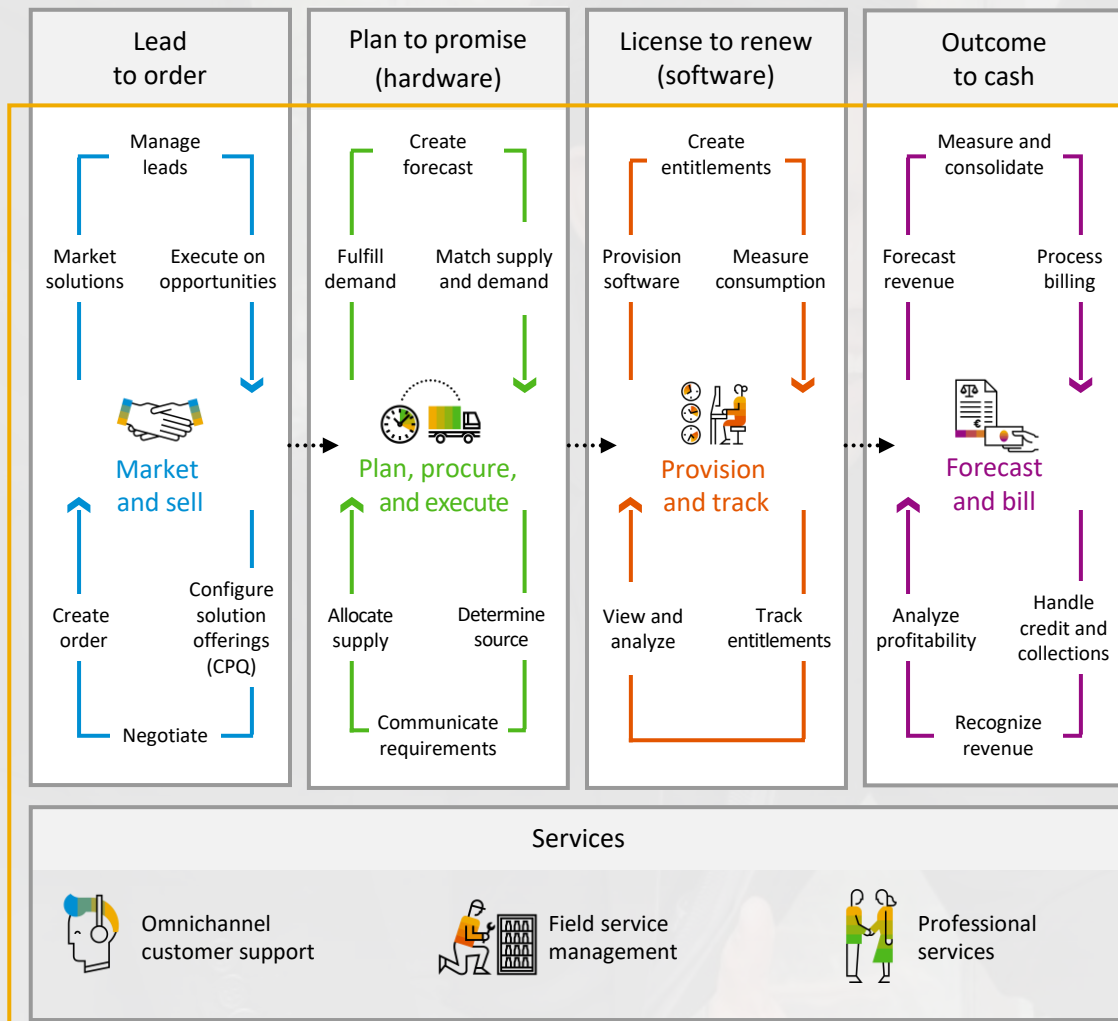 Lead
to order
Manage
leads
Market
solutions
Execute on
opportunities
Market
and sell
Create
order
Configure
solution
offerings
(CPQ)
Negotiate
Plan to promise
(hardware)
Create
forecast
Fulfill
demand
Match supply
and demand
Plan, procure,
and execute
Allocate
supply
Determine
source
Communicate
requirements
License to renew
(software)
Create
entitlements
Provision
software
Measure
consumption
Provision
and track
View and
analyze
Track
entitlements
Outcome
to cash
Measure and
consolidate
Forecast
revenue
Process
billing
€
Forecast
and bill
Analyze
profitability
Handle
credit and
collections
Recognize
revenue
Services
Omnichannel
customer support
Field service
management
Professional
services